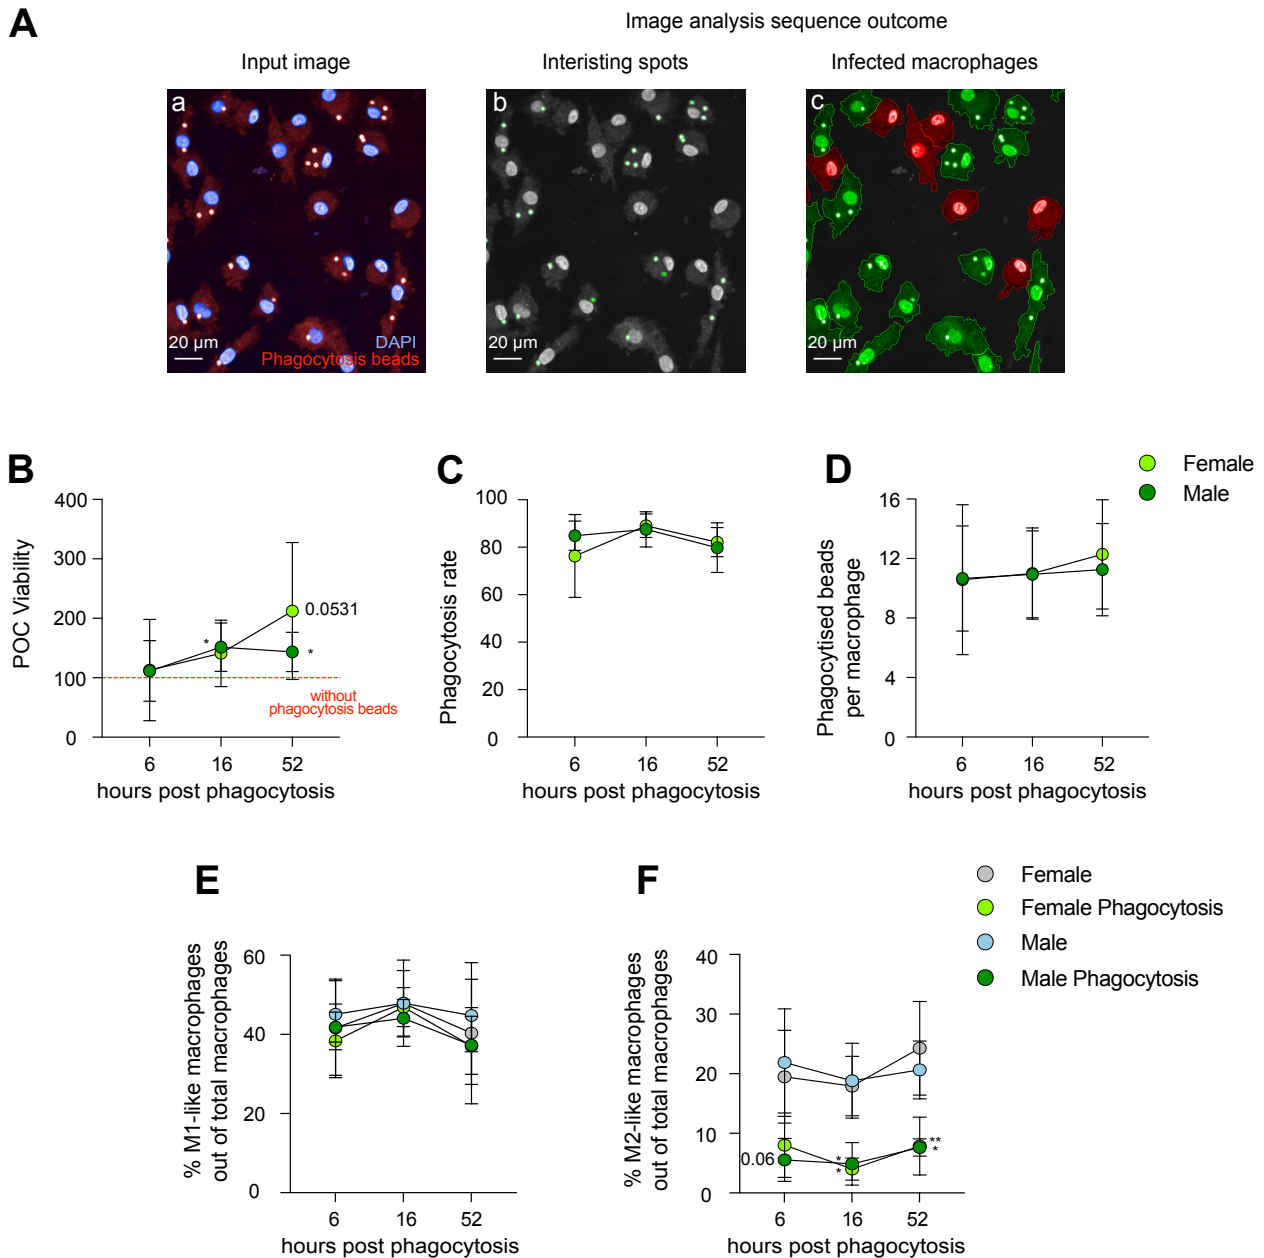 A
Image analysis sequence outcome
Input image
Interisting spots
Infected macrophages
a
b
c
DAPI
20 µm
Phagocytosis beads
20 µm
20 µm
B
C
D
Female
Male
POC Viability
400
300
200
100
0
0.0531
*
*
without
phagocytosis beads
6 16 52
hours post phagocytosis
Phagocytosis rate
100
80
60
40
20
0
6 16 52
hours post phagocytosis
Phagocytised beads
per macrophage
16
12
8
4
0
6 16 52
hours post phagocytosis
E
F
Female
Female Phagocytosis
Male
Male Phagocytosis
% M1-like macrophages
out of total macrophages
60
40
20
0
6 16 52
hours post phagocytosis
% M2-like macrophages
out of total macrophages
40
30
20
10
0
0.06
*
*
**
*
6 16 52
hours post phagocytosis